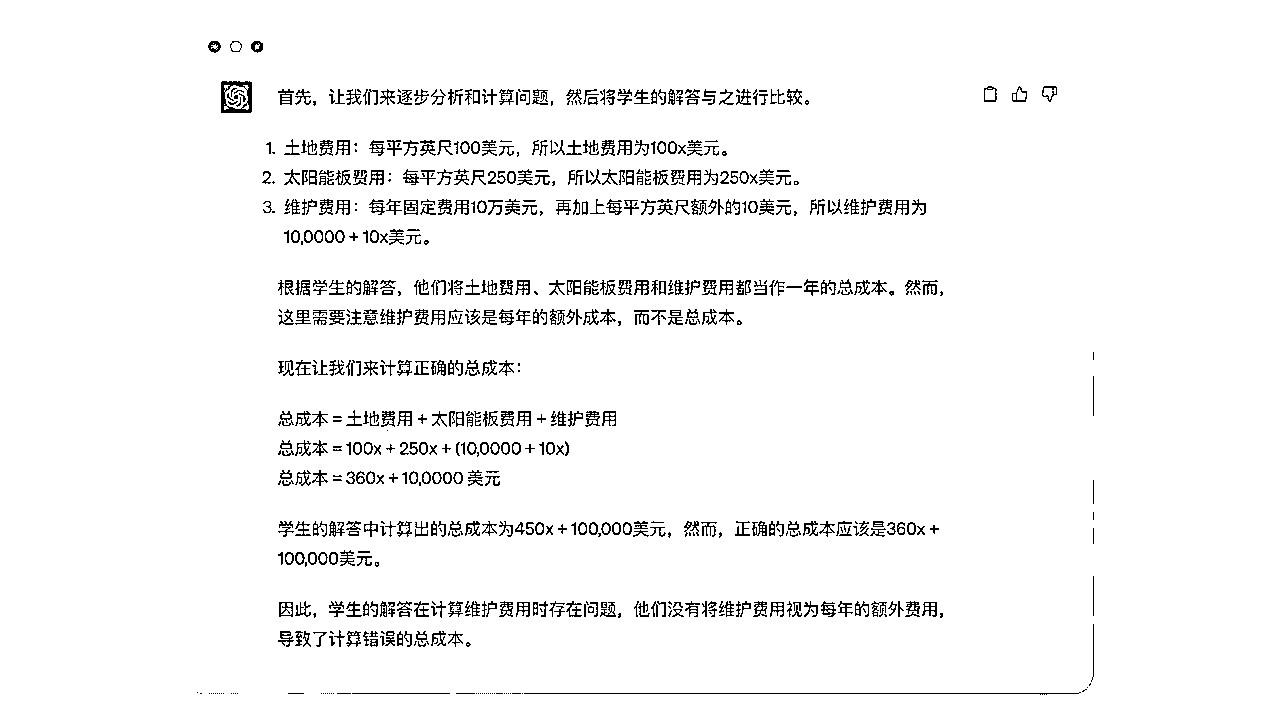 首先，让我们来逐步分析和计算问题，然后将学生的解答与之进行比较。
1. 土地费用：每平方英尺100美元，所以土地费用为100x美元。
2. 太阳能板费用：每平方英尺250美元，所以太阳能板费用为250x美元。
3. 维护费用：每年固定费用10万美元，再加上每平方英尺额外的10美元，所以维护费用为
10,0000 + 10x美元。
根据学生的解答，他们将土地费用、太阳能板费用和维护费用都当作一年的总成本。然而，
这里需要注意维护费用应该是每年的额外成本，而不是总成本。
现在让我们来计算正确的总成本：
总成本 = 土地费用 + 太阳能板费用 + 维护费用
总成本 = 100x + 250x + (10,0000 + 10x)
总成本 = 360x + 10,0000 美元
学生的解答中计算出的总成本为450x + 100,000美元，然而，正确的总成本应该是360x +
100,000美元。
因此，学生的解答在计算维护费用时存在问题，他们没有将维护费用视为每年的额外费用，
导致了计算错误的总成本。